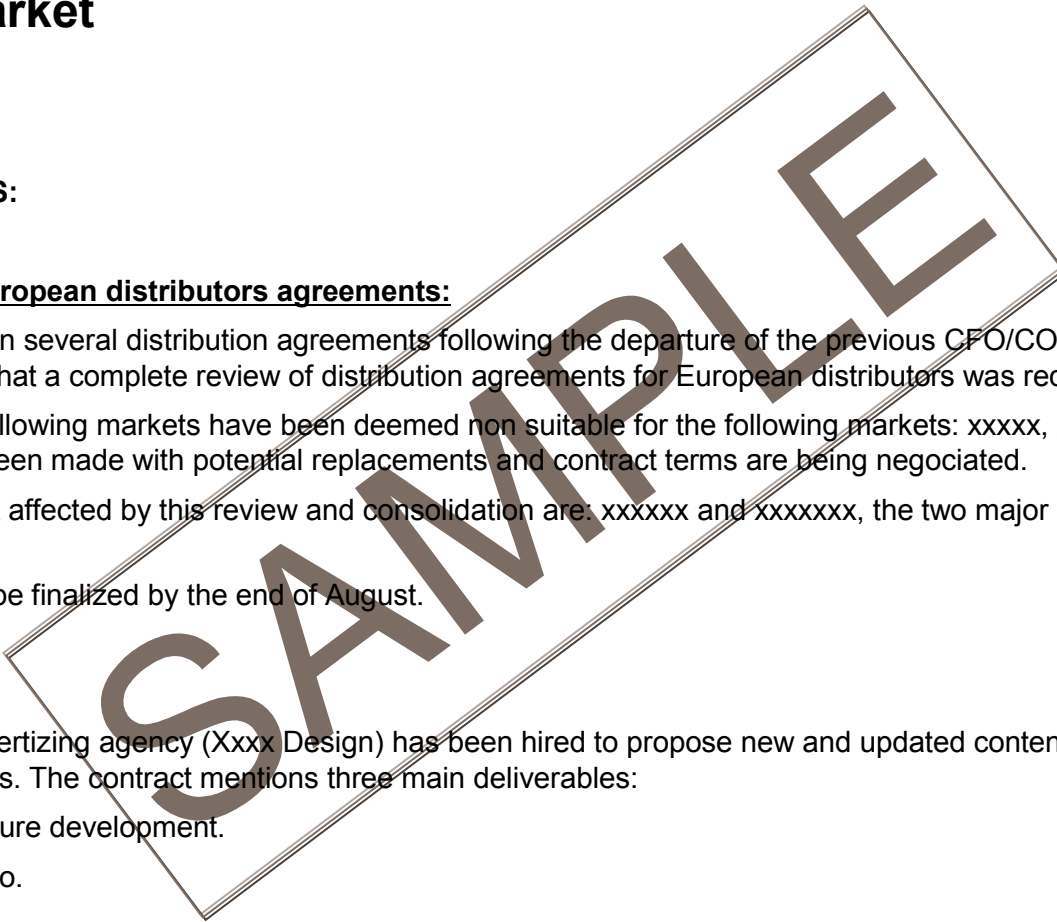 arket
S:
ropean distributors agreements:
n several distribution agreements following the departure of the previous CFO/CO
hat a complete review of distribution agreements for European distributors was rec
llowing markets have been deemed non suitable for the following markets: xxxxx,
een made with potential replacements and contract terms are being negociated.
affected by this review and consolidation are: xxxxxx and xxxxxxx, the two major
be finalized by the end of August.
ertizing agency (Xxxx Design) has been hired to propose new and updated conten
s. The contract mentions three main deliverables:
ure development.
o.
SAMPLE